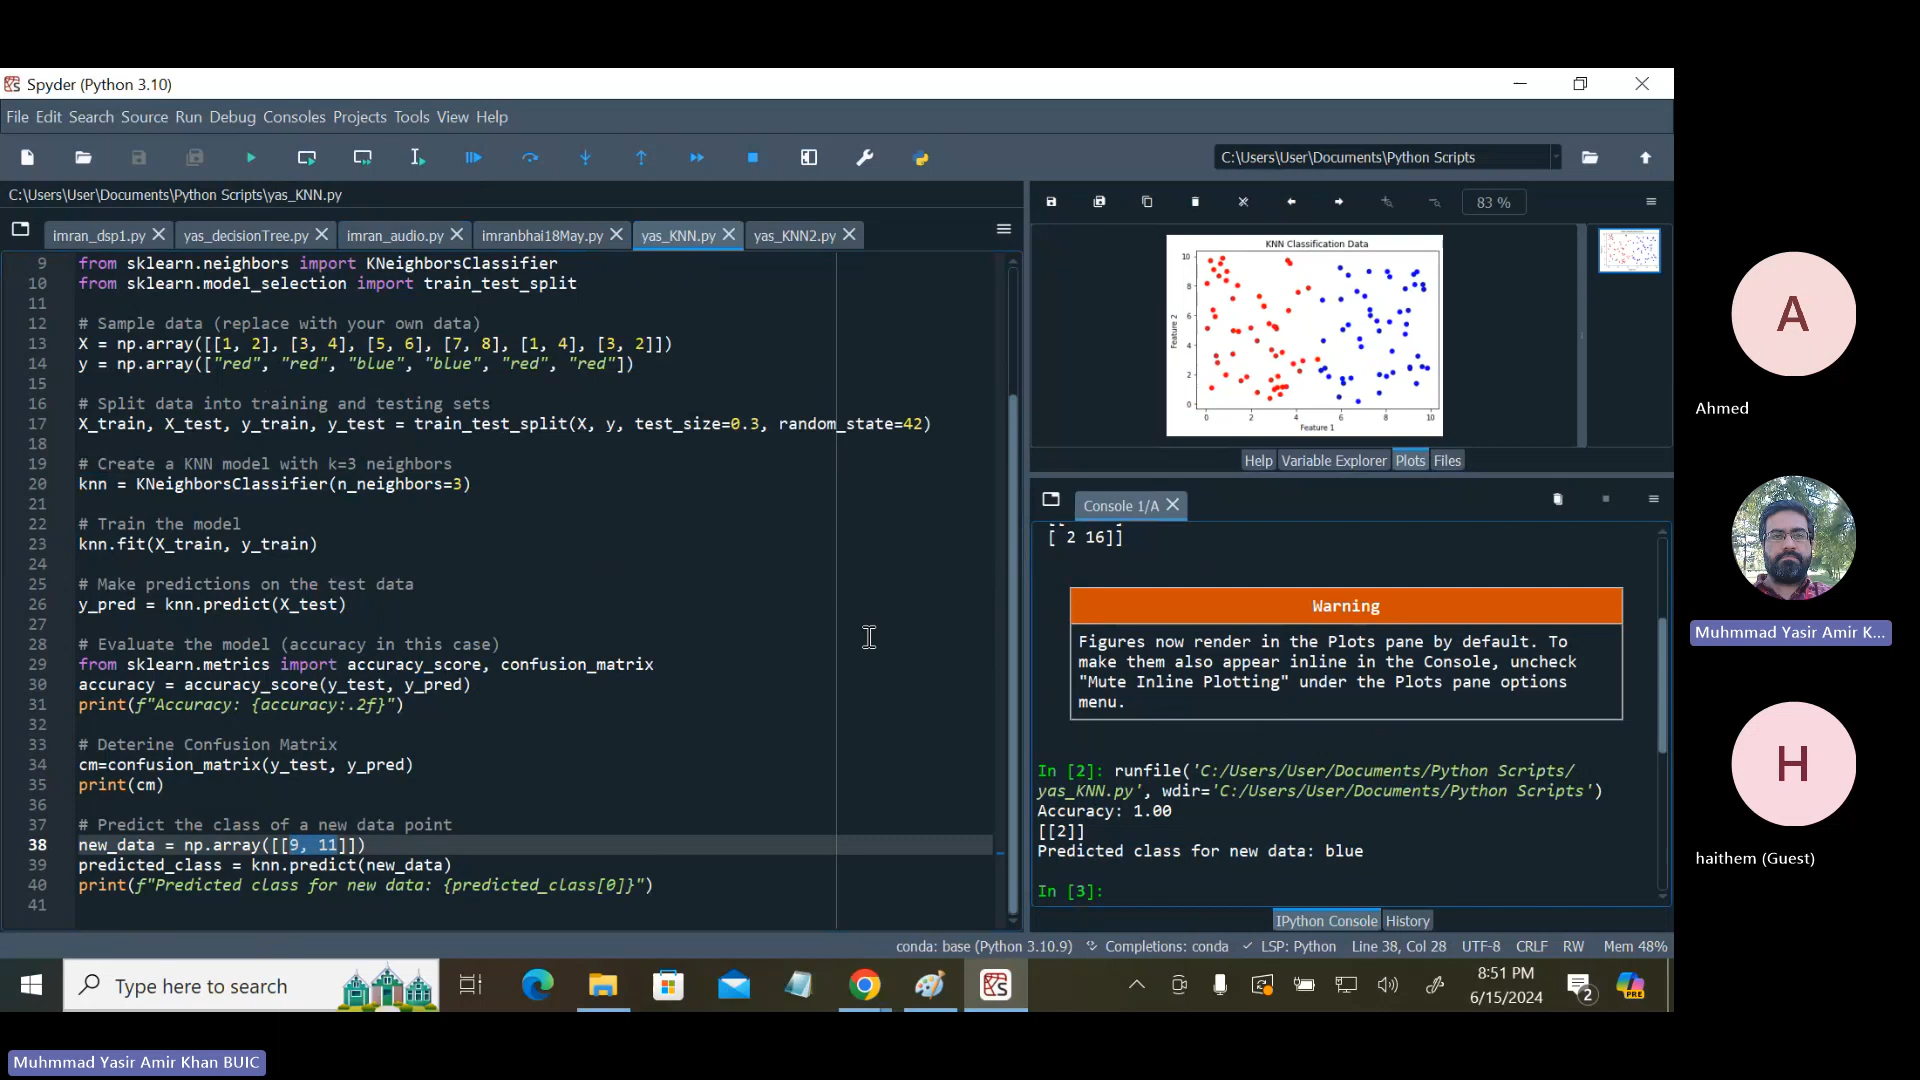 Spyder (Python 3.10)
File Edit Search Source Run Debug Consoles Projects Tools View Help
C:\Users\User\Documents\Python Scripts
C:\Users\User\Documents\Python Scripts\yas_KNN.py
imran_dsp1.py yas_decisionTree.py imran_audio.py imranbhai18May.py yas_KNN.py yas_KNN2.py
9 from sklearn.neighbors import KNeighborsClassifier
10 from sklearn.model_selection import train_test_split
11
12 # Sample data (replace with your own data)
13 X = np.array([[1, 2], [3, 4], [5, 6], [7, 8], [1, 4], [3, 2]])
14 y = np.array(["red", "red", "blue", "blue", "red", "red"])
15
16 # Split data into training and testing sets
17 X_train, X_test, y_train, y_test = train_test_split(X, y, test_size=0.3, random_state=42)
18
19 # Create a KNN model with k=3 neighbors
20 knn = KNeighborsClassifier(n_neighbors=3)
21
22 # Train the model
23 knn.fit(X_train, y_train)
24
25 # Make predictions on the test data
26 y_pred = knn.predict(X_test)
27
28 # Evaluate the model (accuracy in this case)
29 from sklearn.metrics import accuracy_score, confusion_matrix
30 accuracy = accuracy_score(y_test, y_pred)
31 print(f"Accuracy: {accuracy:.2f}")
32
33 # Deterine Confusion Matrix
34 cm=confusion_matrix(y_test, y_pred)
35 print(cm)
36
37 # Predict the class of a new data point
38 new_data = np.array([[9, 11]])
39 predicted_class = knn.predict(new_data)
40 print(f"Predicted class for new data: {predicted_class[0]}")
41
83 %
KNN Classification Data
10
8
6
4
2
0
Feature 2
0 2 4 6 8 10
Feature 1
Help Variable Explorer Plots Files
Console 1/A
[ 2 16]]
Warning
Figures now render in the Plots pane by default. To
make them also appear inline in the Console, uncheck
"Mute Inline Plotting" under the Plots pane options
menu.
In [2]: runfile('C:/Users/User/Documents/Python Scripts/
yas_KNN.py', wdir='C:/Users/User/Documents/Python Scripts')
Accuracy: 1.00
[[2]]
Predicted class for new data: blue
In [3]:
IPython Console History
conda: base (Python 3.10.9) Completions: conda LSP: Python Line 38, Col 28 UTF-8 CRLF RW Mem 48%
Type here to search
8:51 PM
6/15/2024
2
PRE
A
Ahmed
Muhmmad Yasir Amir K...
H
haithem (Guest)
Muhmmad Yasir Amir Khan BUIC